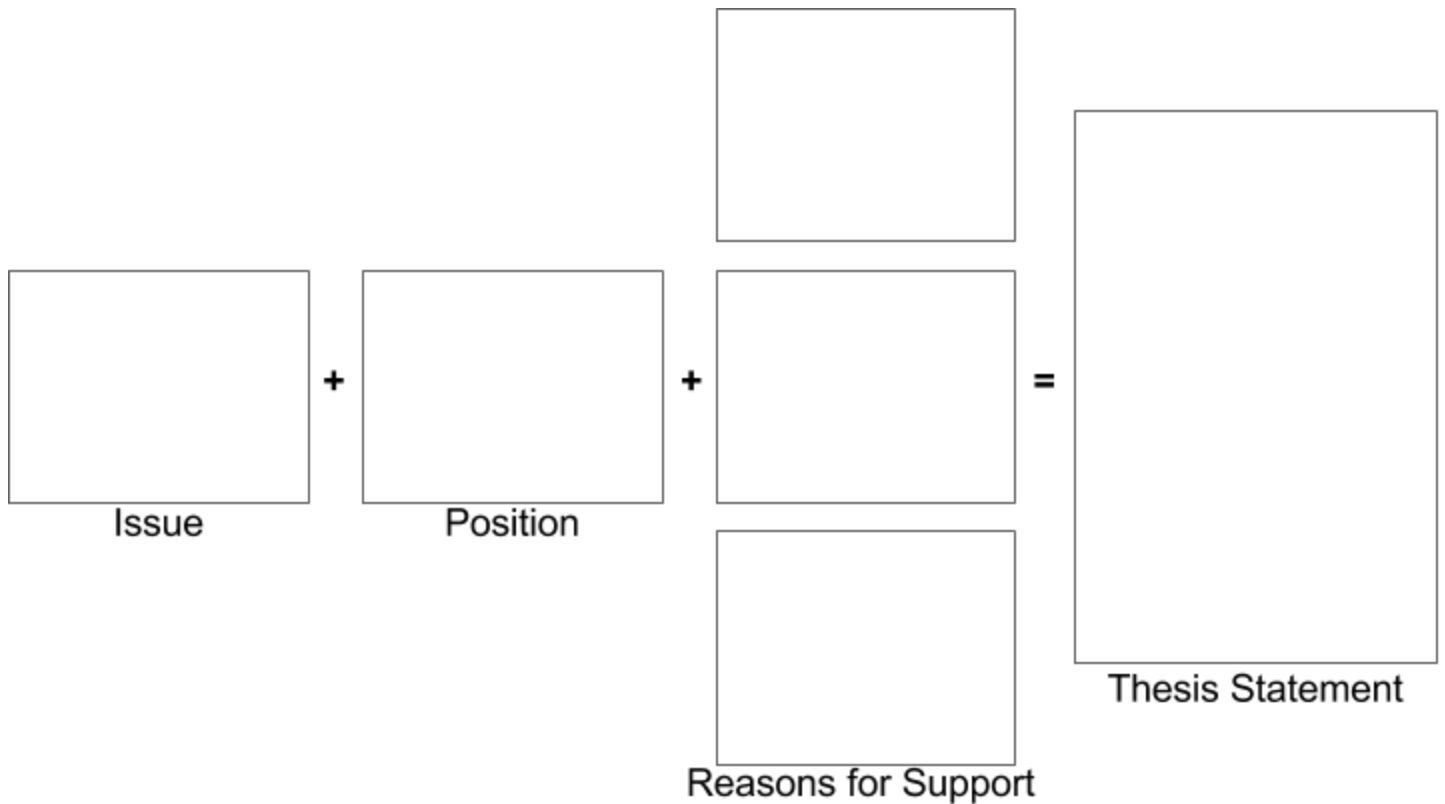 +
+
=
Issue
Position
Thesis Statement
Reasons for Support